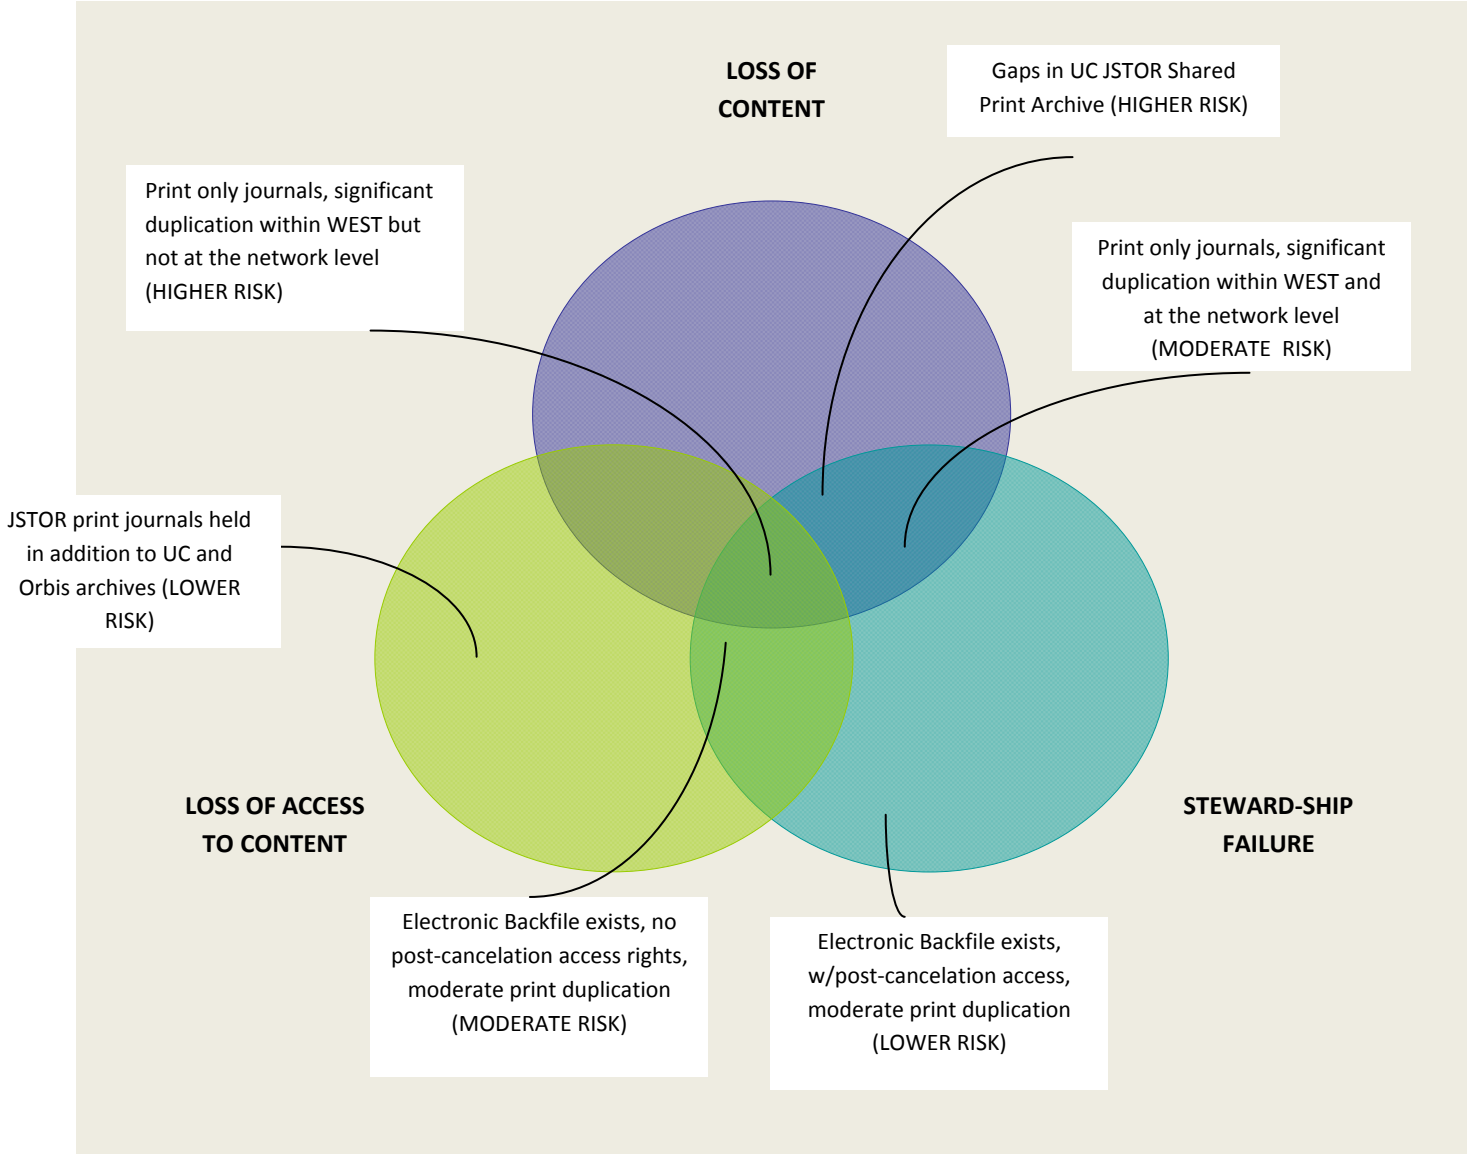 LOSS OF
CONTENT
Gaps in UC JSTOR Shared
Print Archive (HIGHER RISK)
Print only journals, significant
duplication within WEST but
not at the network level
(HIGHER RISK)
Print only journals, significant
duplication within WEST and
at the network level
(MODERATE RISK)
JSTOR print journals held
in addition to UC and
Orbis archives (LOWER
RISK)
LOSS OF ACCESS
TO CONTENT
STEWARD-SHIP
FAILURE
Electronic Backfile exists, no
post-cancelation access rights,
moderate print duplication
(MODERATE RISK)
Electronic Backfile exists,
w/post-cancelation access,
moderate print duplication
(LOWER RISK)